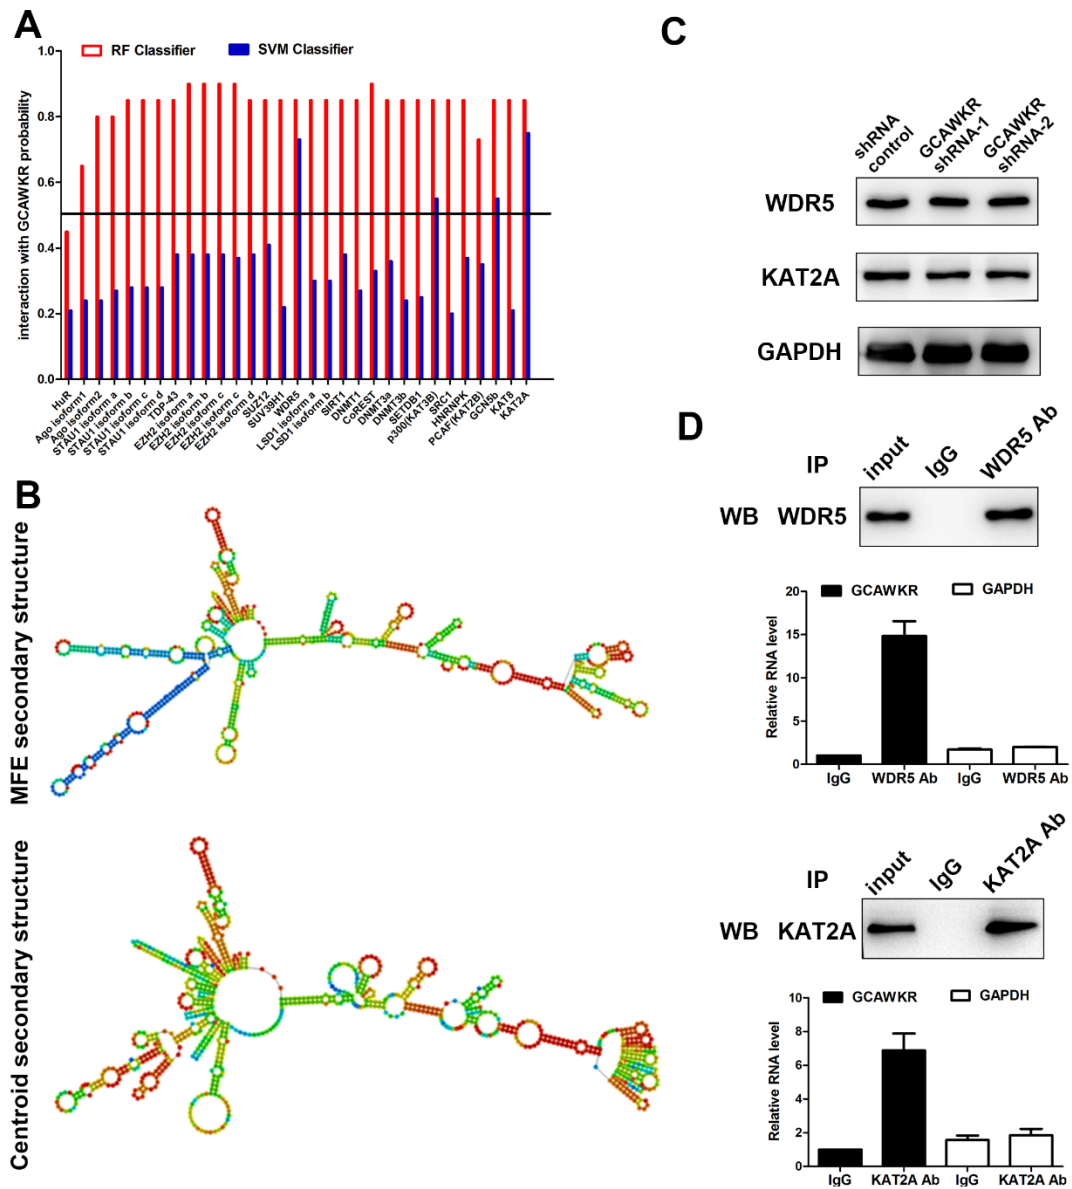 A
RF Classifier
SVM Classifier
interaction with GCAWKR probability
1.0
0.8
0.6
0.4
0.2
0.0
HuR
Ago isoform1
Ago isoform2
STAU1 isoform a
STAU1 isoform b
STAU1 isoform c
STAU1 isoform d
TDP-43
EZH2 isoform a
EZH2 isoform b
EZH2 isoform c
EZH2 isoform c
EZH2 isoform d
SUZ12
SUV39H1
WDR5
LSD1 isoform a
LSD1 isoform b
SIRT1
DNMT1
CoREST
DNMT3a
DNMT3b
SETDB1
p300(KAT3B)
SRC1
HNRNPK
PCAF(KAT2B)
GCN5b
KAT8
KAT2A
B
MFE secondary structure
Centroid secondary structure
C
shRNA control
GCAWKR shRNA-1
GCAWKR shRNA-2
WDR5
KAT2A
GAPDH
D
IP
input
IgG
WDR5 Ab
WB WDR5
GCAWKR
GAPDH
Relative RNA level
20
15
10
5
0
IgG
WDR5 Ab
IgG
WDR5 Ab
IP
input
IgG
KAT2A Ab
WB KAT2A
GCAWKR
GAPDH
Relative RNA level
10
8
6
4
2
0
IgG
KAT2A Ab
IgG
KAT2A Ab